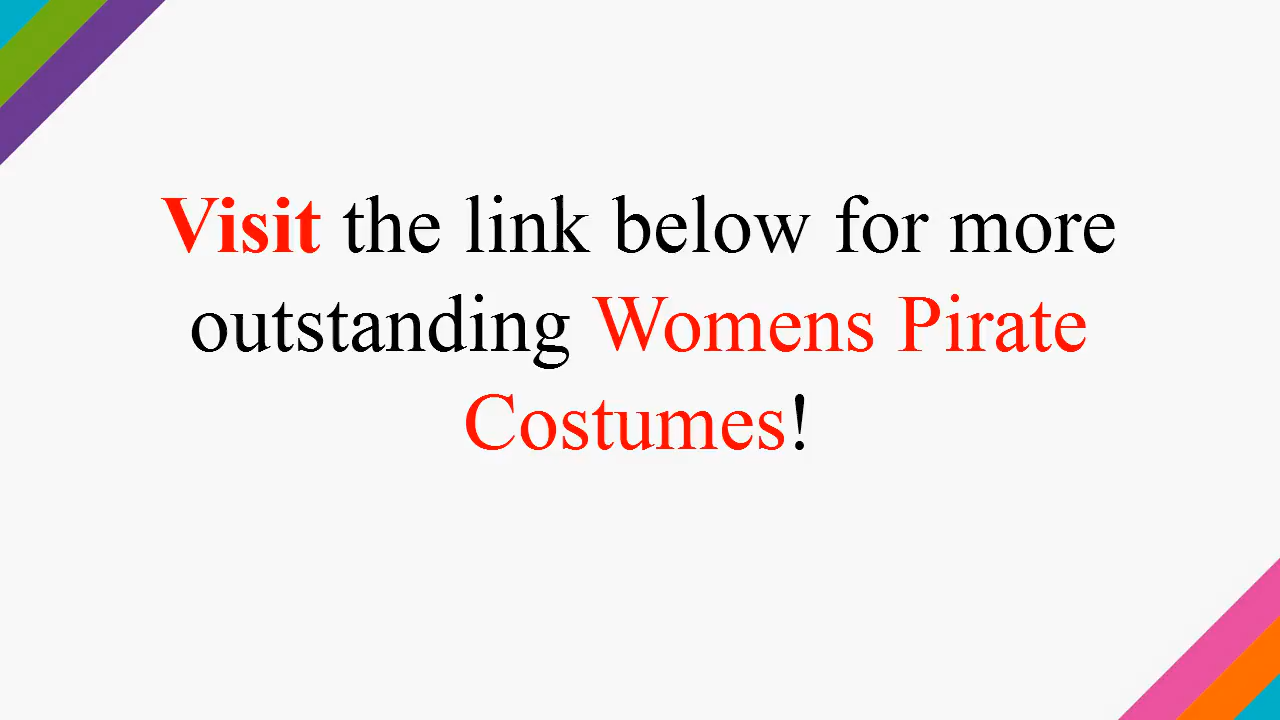 Visit the link below for more
outstanding Womens Pirate
Costumes!